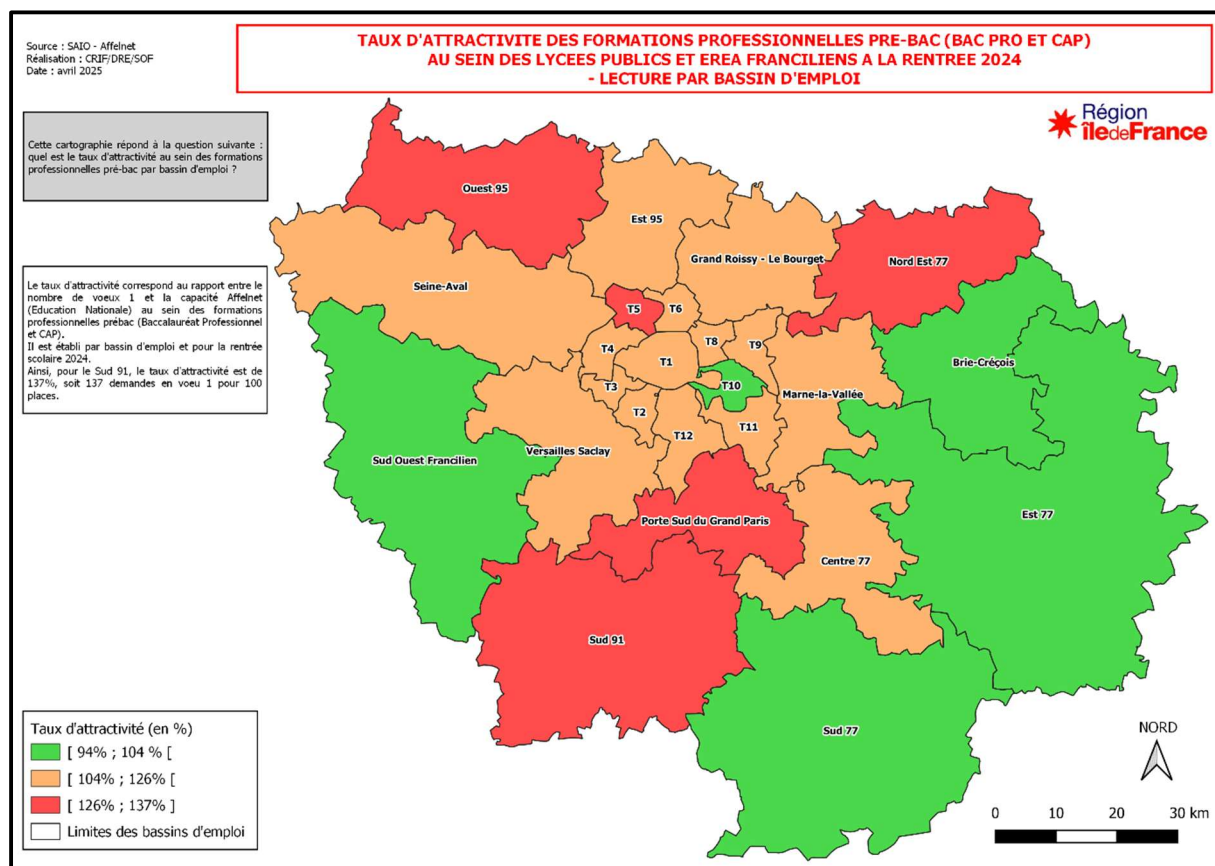 Source : SAIO - Affelnet
Réalisation : CRIF/DRE/SOF
Date : avril 2025
TAUX D'ATTRACTIVITE DES FORMATIONS PROFESSIONNELLES PRE-BAC (BAC PRO ET CAP)
AU SEIN DES LYCEES PUBLICS ET EREA FRANCILIENS A LA RENTREE 2024
- LECTURE PAR BASSIN D'EMPLOI
Région
îledeFrance
Cette cartographie répond à la question suivante :
quel est le taux d'attractivité au sein des formations
professionnelles pré-bac par bassin d'emploi ?
Le taux d'attractivité correspond au rapport entre le
nombre de voeux 1 et la capacité Affelnet
(Education Nationale) au sein des formations
professionnelles prébac (Baccalauréat Professionnel
et CAP).
Il est établi par bassin d'emploi et pour la rentrée
scolaire 2024.
Ainsi, pour le Sud 91, le taux d'attractivité est de
137%, soit 137 demandes en voeu 1 pour 100
places.
Ouest 95
Est 95
Grand Roissy - Le Bourget
Nord Est 77
Seine-Aval
T5
T6
T4
T1
T8
T9
Brie-Créçois
T3
T10
Marne-la-Vallée
T2
T12
T11
Sud Ouest Francilien
Versailles Saclay
Est 77
Porte Sud du Grand Paris
Centre 77
Sud 91
Sud 77
Taux d'attractivité (en %)
[ 94% ; 104 % [
[ 104% ; 126% [
[ 126% ; 137% ]
Limites des bassins d'emploi
NORD
0 10 20 30 km